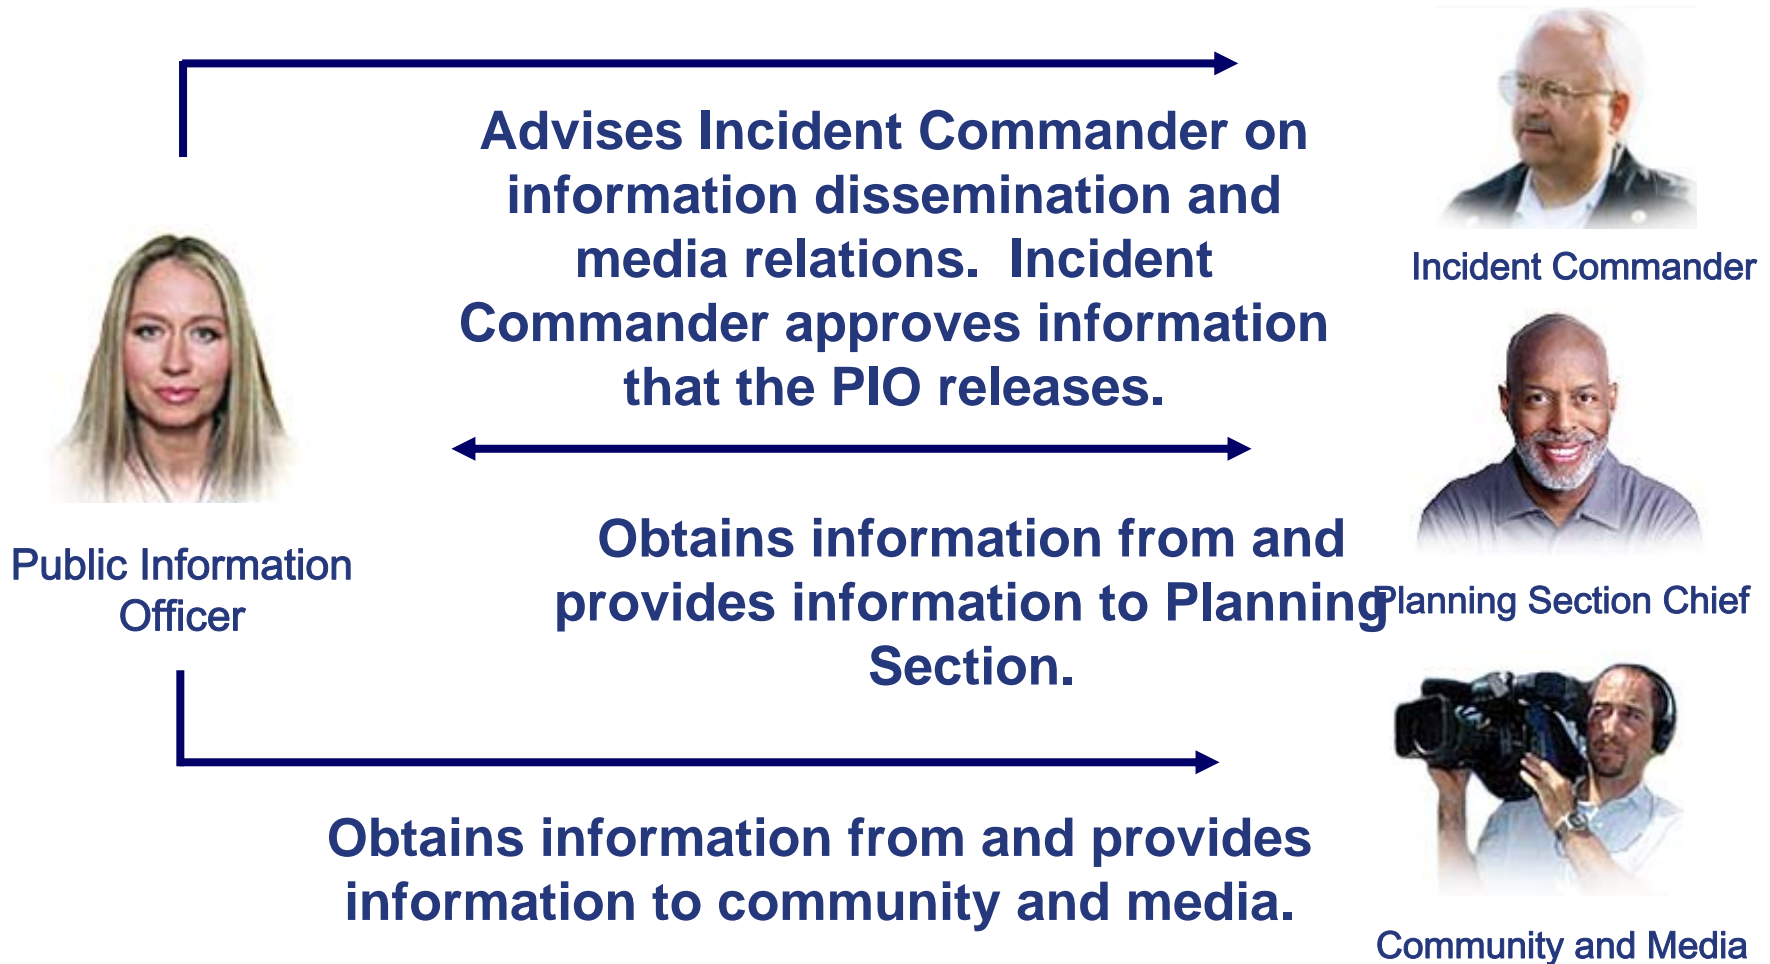 Advises Incident Commander on
information dissemination and
media relations.  Incident
Commander approves information
that the PIO releases.
Incident Commander
Public Information
Officer
Obtains information from and
provides information to Planning
Section.
Planning Section Chief
Obtains information from and provides
information to community and media.
Community and Media